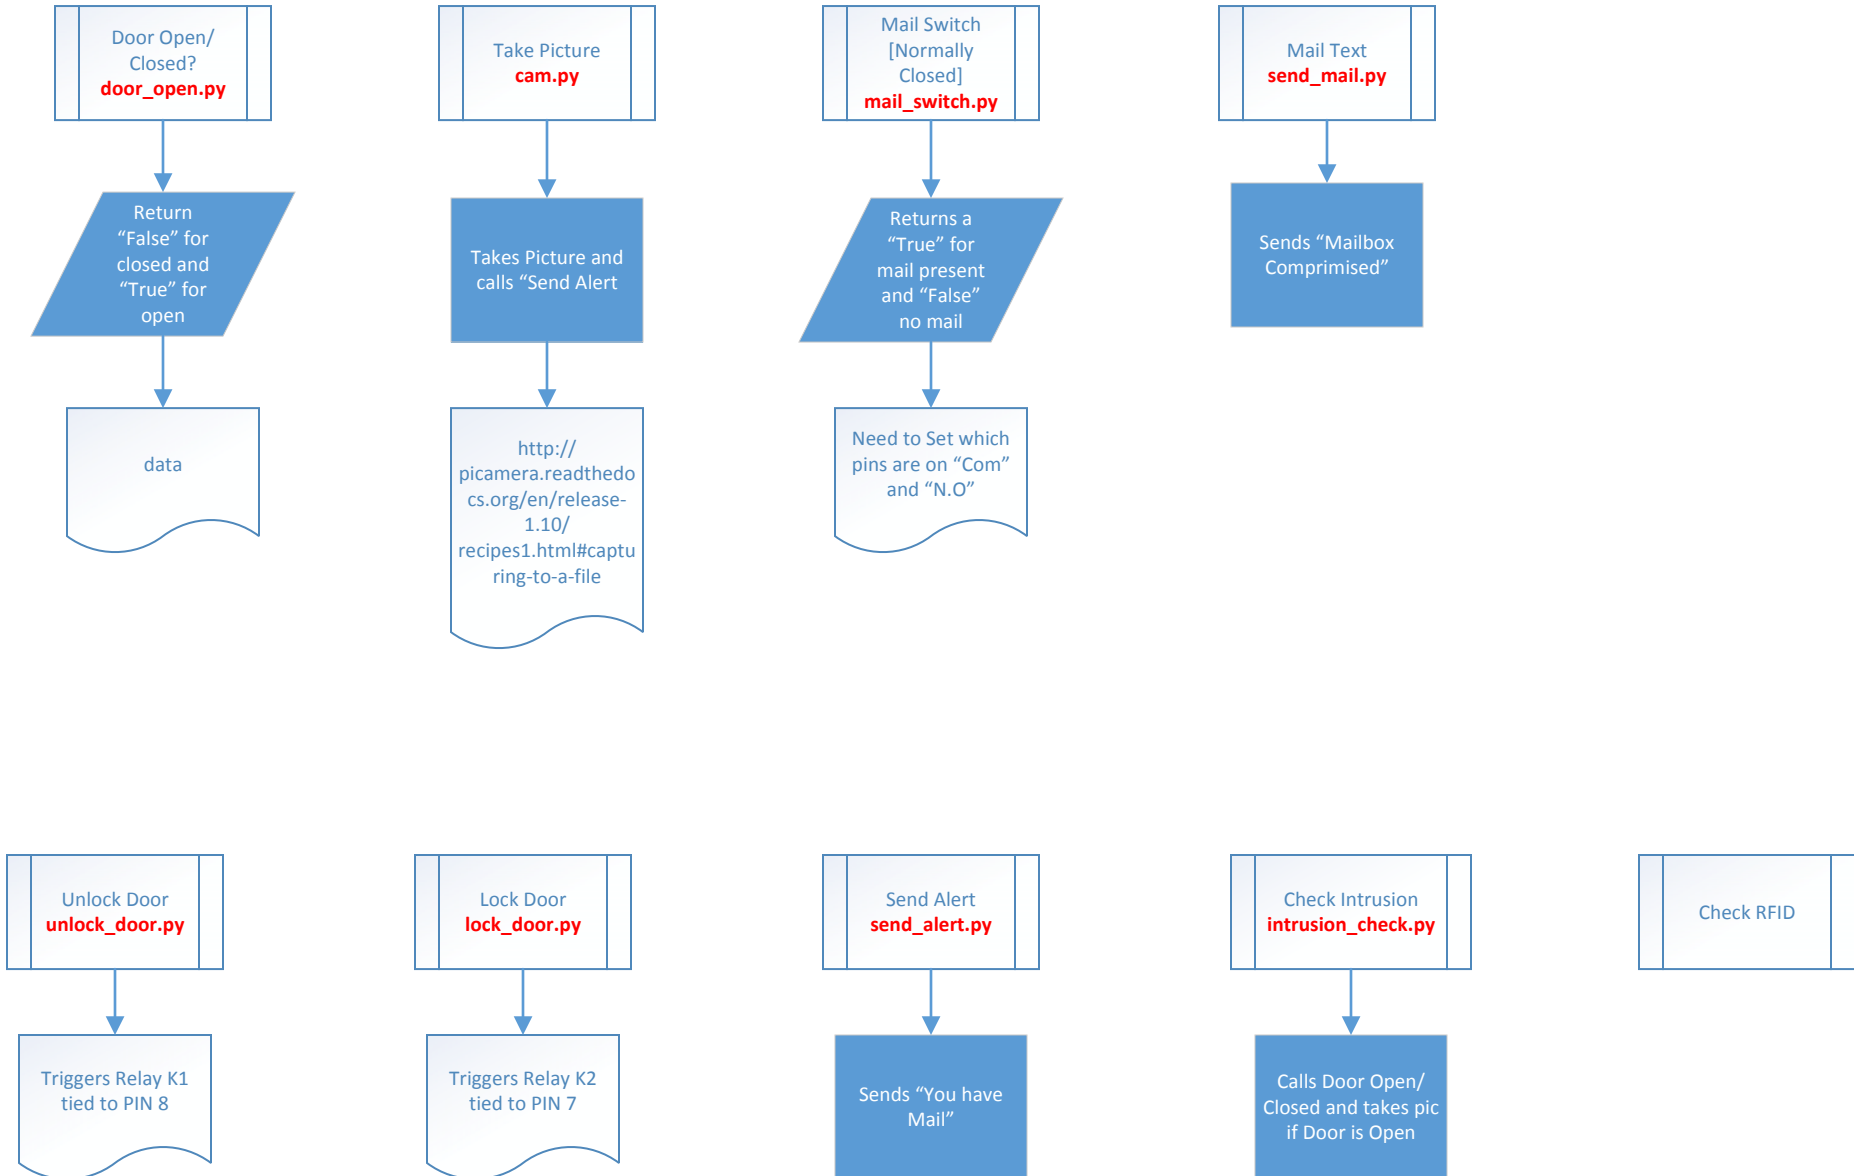 Door Open/
Closed?
door_open.py
Return
“False” for
closed and
“True” for
open
data
Take Picture
cam.py
Takes Picture and
calls “Send Alert
http://
picamera.readthedo
cs.org/en/release-
1.10/
recipes1.html#captu
ring-to-a-file
Mail Switch
[Normally
Closed]
mail_switch.py
Returns a
“True” for
mail present
and “False”
no mail
Need to Set which
pins are on “Com”
and “N.O”
Mail Text
send_mail.py
Sends “Mailbox
Comprimised”
Unlock Door
unlock_door.py
Triggers Relay K1
tied to PIN 8
Lock Door
lock_door.py
Triggers Relay K2
tied to PIN 7
Send Alert
send_alert.py
Sends “You have
Mail”
Check Intrusion
intrusion_check.py
Calls Door Open/
Closed and takes pic
if Door is Open
Check RFID